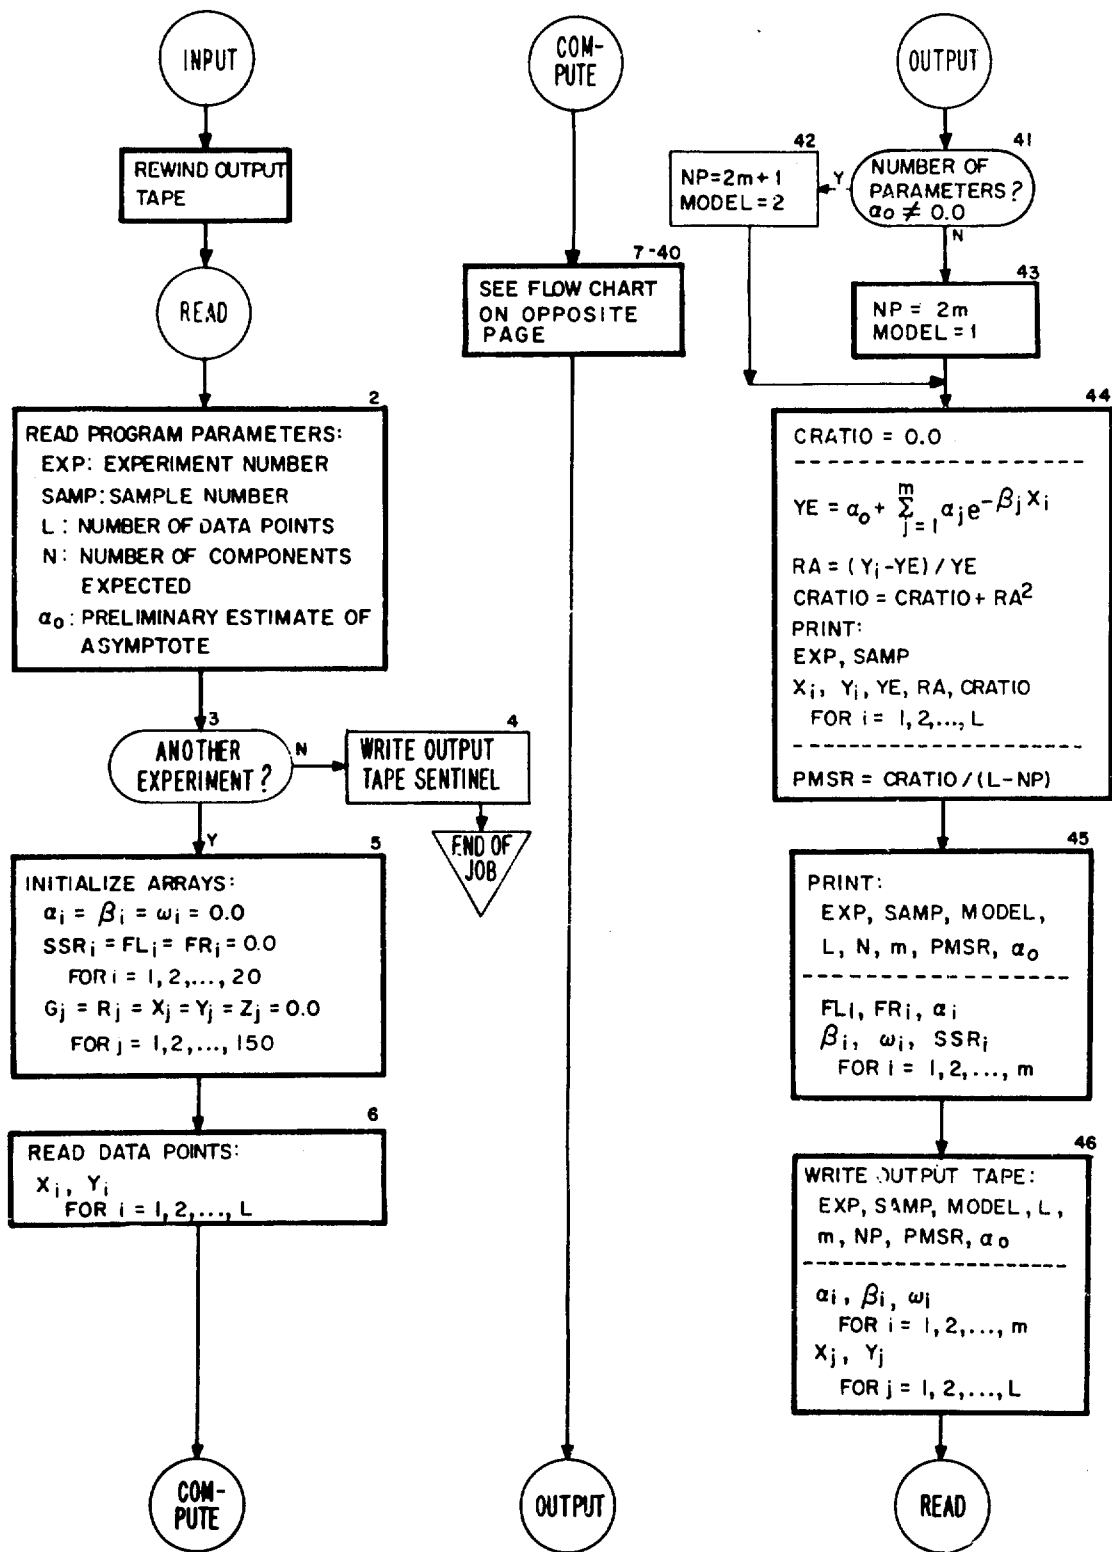 INPUT
REWIND OUTPUT
TAPE
READ
2
READ PROGRAM PARAMETERS:
EXP: EXPERIMENT NUMBER
SAMP: SAMPLE NUMBER
L : NUMBER OF DATA POINTS
N: NUMBER OF COMPONENTS
EXPECTED
α₀: PRELIMINARY ESTIMATE OF
ASYMPTOTE
3
ANOTHER
EXPERIMENT?
N
4
WRITE OUTPUT
TAPE SENTINEL
END OF
JOB
Y
5
INITIALIZE ARRAYS:
αᵢ = βᵢ = ωᵢ = 0.0
SSRᵢ = FLᵢ = FRᵢ = 0.0
FOR i = 1, 2, ..., 20
Gⱼ = Rⱼ = Xⱼ = Yⱼ = Zⱼ = 0.0
FOR j = 1, 2, ..., 150
6
READ DATA POINTS:
Xᵢ, Yᵢ
FOR i = 1, 2, ..., L
COM-
PUTE
COM-
PUTE
7-40
SEE FLOW CHART
ON OPPOSITE
PAGE
OUTPUT
OUTPUT
41
NUMBER OF
PARAMETERS?
α₀ ≠ 0.0
Y
42
NP = 2m + 1
MODEL = 2
N
43
NP = 2m
MODEL = 1
44
CRATIO = 0.0
YE = α₀ + Σ_{j=1}^{m} αⱼe^{-βⱼXᵢ}
RA = (Yᵢ - YE) / YE
CRATIO = CRATIO + RA²
PRINT:
EXP, SAMP
Xᵢ, Yᵢ, YE, RA, CRATIO
FOR i = 1, 2, ..., L
PMSR = CRATIO / (L - NP)
45
PRINT:
EXP, SAMP, MODEL,
L, N, m, PMSR, α₀
FLᵢ, FRᵢ, αᵢ
βᵢ, ωᵢ, SSRᵢ
FOR i = 1, 2, ..., m
46
WRITE OUTPUT TAPE:
EXP, SAMP, MODEL, L,
m, NP, PMSR, α₀
αᵢ, βᵢ, ωᵢ
FOR i = 1, 2, ..., m
Xⱼ, Yⱼ
FOR j = 1, 2, ..., L
READ